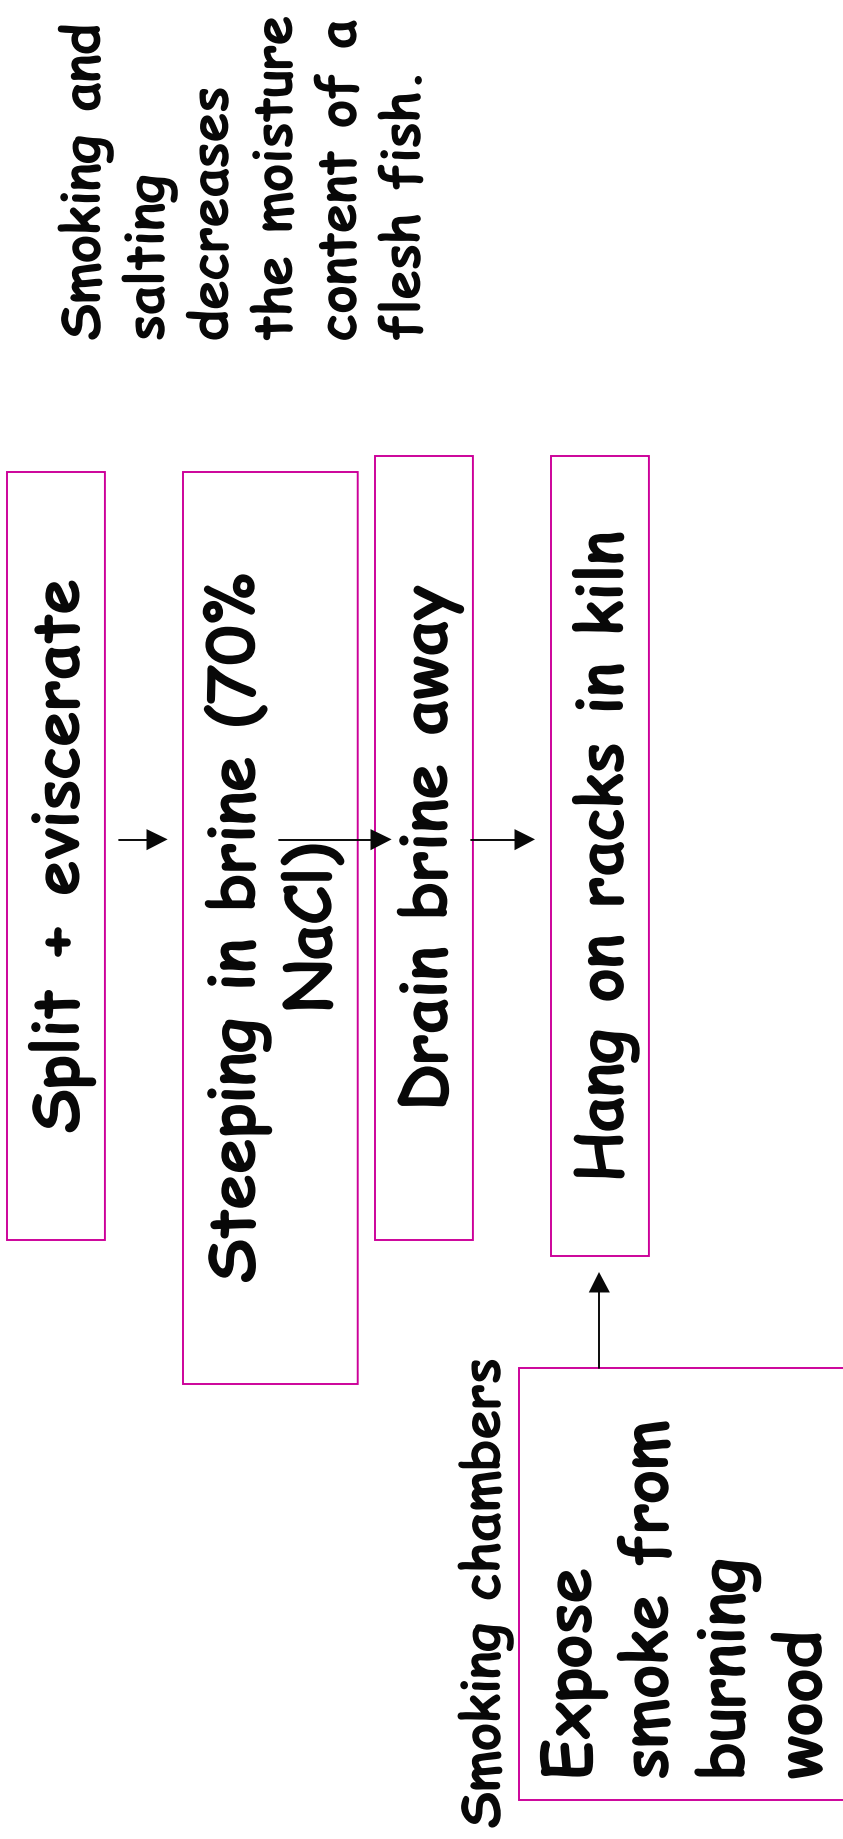 Smoking and
salting
decreases
the moisture
content of a
flesh fish.
Split + eviscerate
Steeping in brine (70%
NaCl)
Drain brine away
Hang on racks in kiln
Smoking chambers
Expose
smoke from
burning
wood